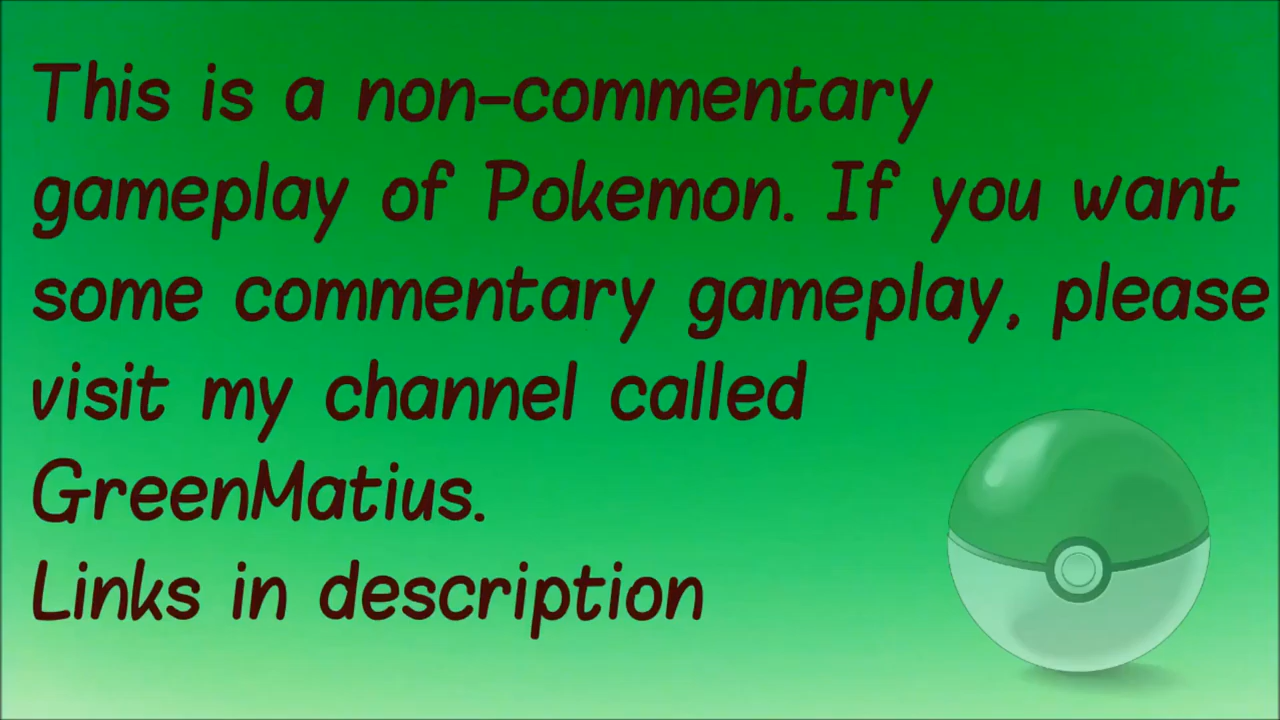 This is a non-commentary
gameplay of Pokemon. If you want
some commentary gameplay, please
visit my channel called
GreenMatius.
Links in description